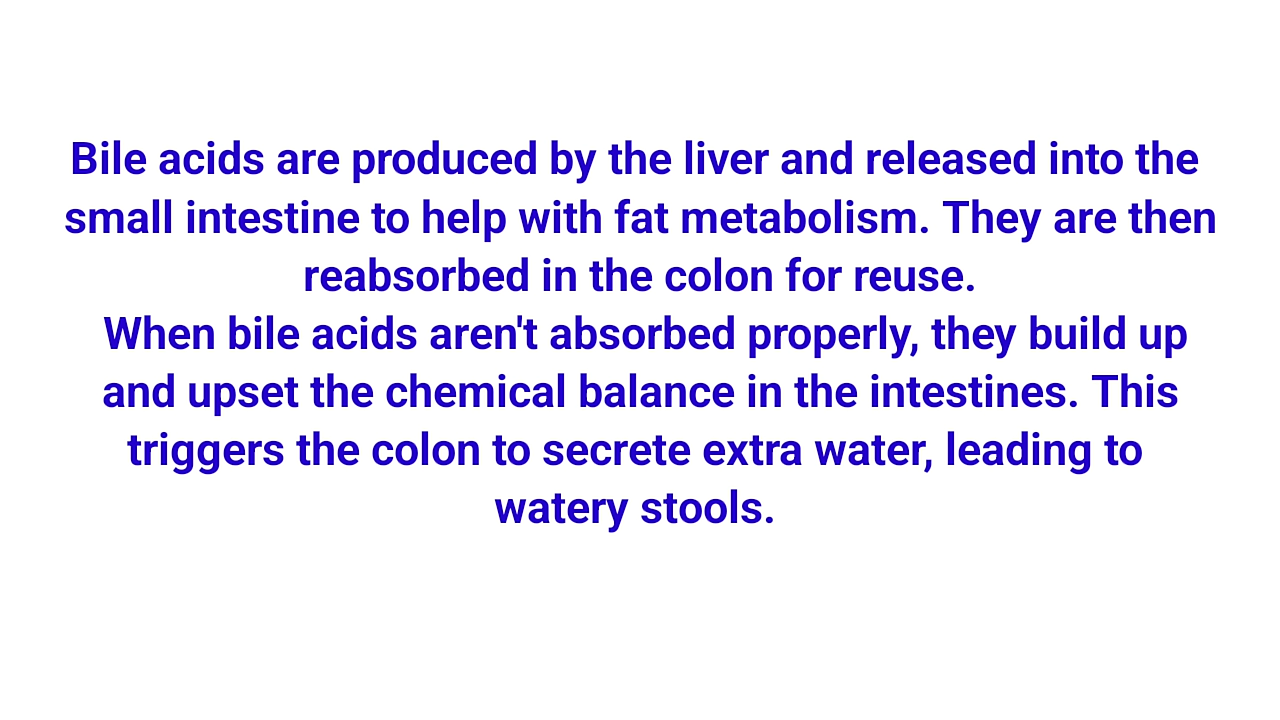 Bile acids are produced by the liver and released into the
small intestine to help with fat metabolism. They are then
reabsorbed in the colon for reuse.
When bile acids aren't absorbed properly, they build up
and upset the chemical balance in the intestines. This
triggers the colon to secrete extra water, leading to
watery stools.